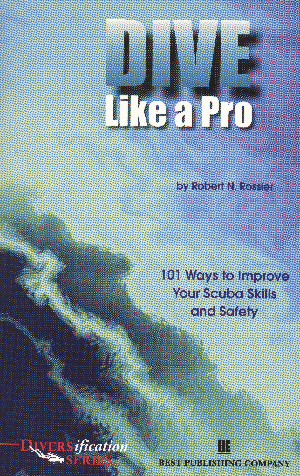 DIVE
Like a Pro
by Robert N. Rossier
101 Ways to Improve
Your Scuba Skills
and Safety
DIVERSification
SERIES
BEST PUBLISHING COMPANY